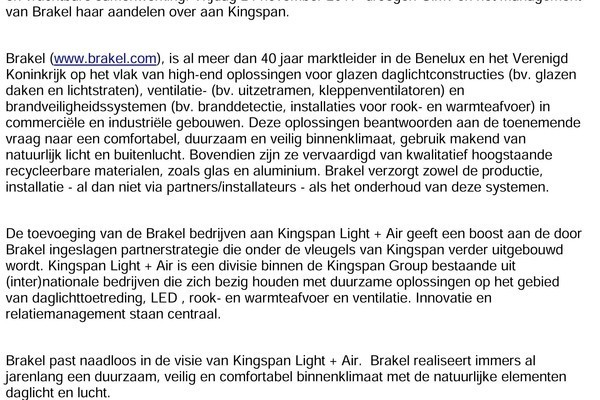 van Brakel haar aandelen over aan Kingspan.
Brakel (www.brakel.com), is al meer dan 40 jaar marktleider in de Benelux en het Verenigd
Koninkrijk op het vlak van high-end oplossingen voor glazen daglichtconstructies (bv. glazen
daken en lichtstraten), ventilatie- (bv. uitzetramen, kleppenventilatoren) en
brandveiligheidssystemen (bv. branddetectie, installaties voor rook- en warmteafvoer) in
commerciële en industriële gebouwen. Deze oplossingen beantwoorden aan de toenemende
vraag naar een comfortabel, duurzaam en veilig binnenklimaat, gebruik makend van
natuurlijk licht en buitenlucht. Bovendien zijn ze vervaardigd van kwalitatief hoogstaande
recycleerbare materialen, zoals glas en aluminium. Brakel verzorgt zowel de productie,
installatie - al dan niet via partners/installateurs - als het onderhoud van deze systemen.
De toevoeging van de Brakel bedrijven aan Kingspan Light + Air geeft een boost aan de door
Brakel ingeslagen partnerstrategie die onder de vleugels van Kingspan verder uitgebouwd
wordt. Kingspan Light + Air is een divisie binnen de Kingspan Group bestaande uit
(inter)nationale bedrijven die zich bezig houden met duurzame oplossingen op het gebied
van daglichttoetreding, LED , rook- en warmteafvoer en ventilatie. Innovatie en
relatiemanagement staan centraal.
Brakel past naadloos in de visie van Kingspan Light + Air.  Brakel realiseert immers al
jarenlang een duurzaam, veilig en comfortabel binnenklimaat met de natuurlijke elementen
daglicht en lucht.